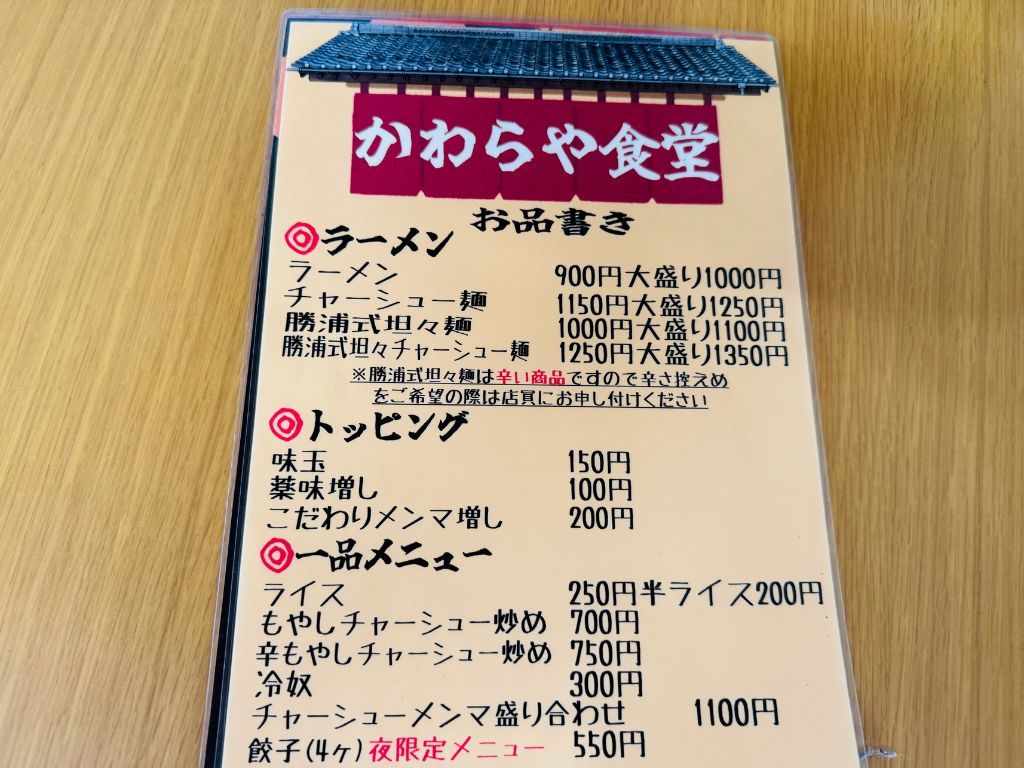 かわらや食堂
お品書き
◎ラーメン
ラーメン 900円大盛り1000円
チャーシュー麺 1150円大盛り1250円
勝浦式坦々麺 1000円大盛り1100円
勝浦式坦々チャーシュー麺 1250円大盛り1350円
※勝浦式坦々麺は辛い商品ですので辛さ控えめ
をご希望の際は店員にお申し付けください
◎トッピング
味玉 150円
薬味増し 100円
こだわりメンマ増し 200円
◎一品メニュー
ライス 250円半ライス200円
もやしチャーシュー炒め 700円
辛もやしチャーシュー炒め 750円
冷奴 300円
チャーシューメンマ盛り合わせ 1100円
餃子(4ヶ)夜限定メニュー 550円